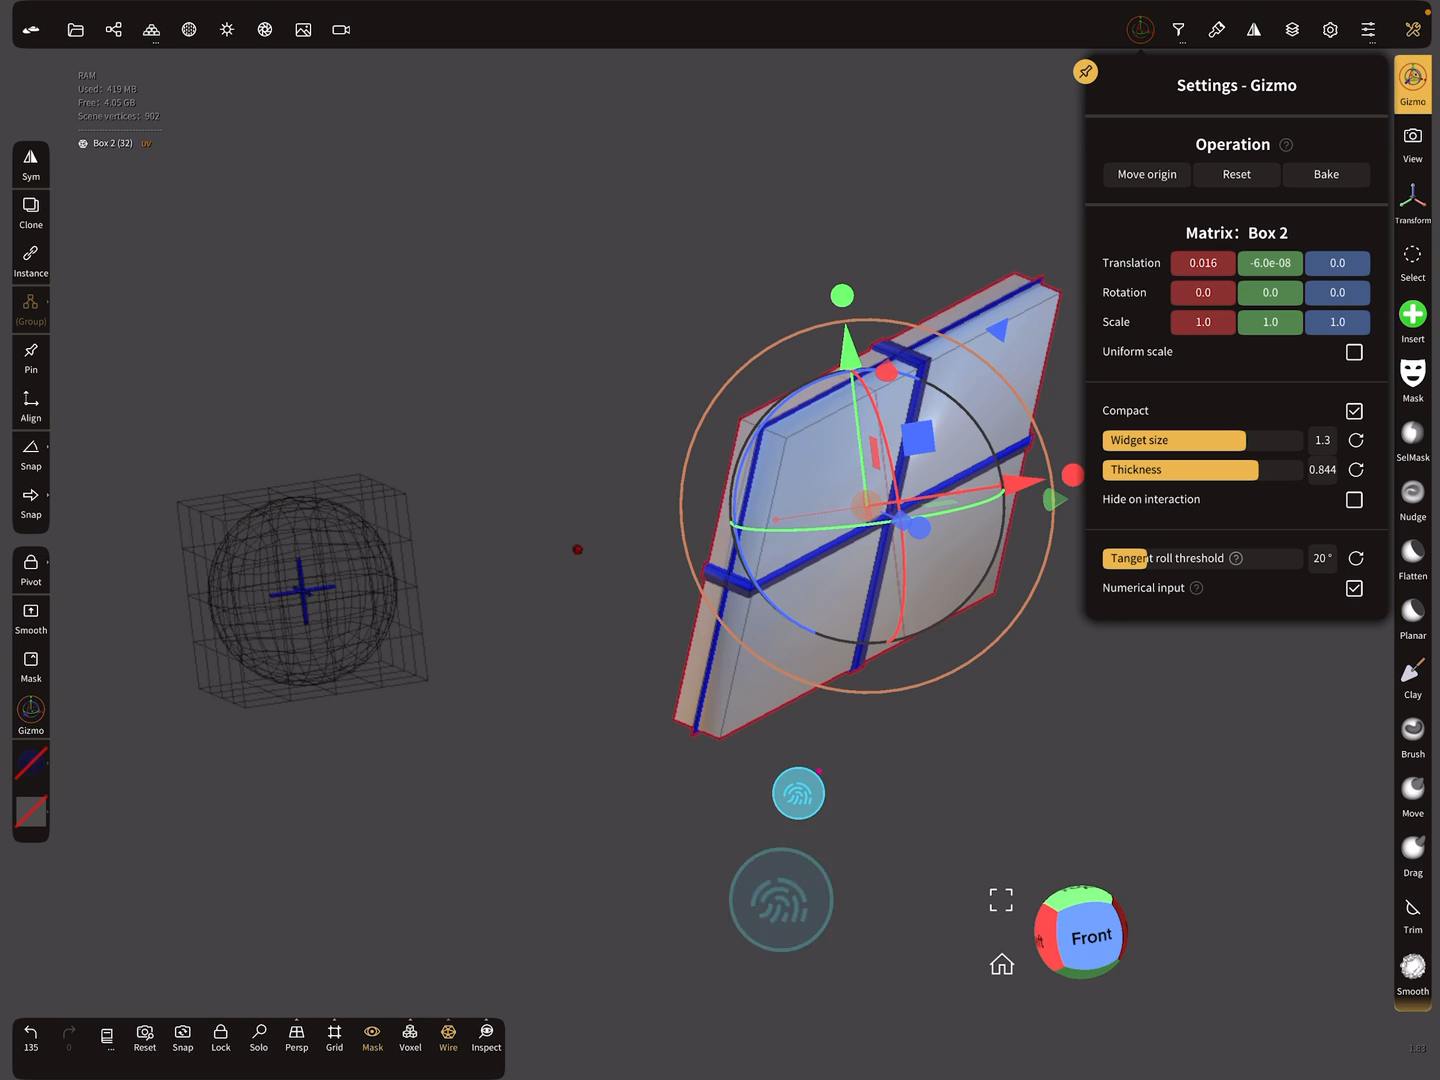 RAM
Used: 419 MB
Free: 4.05 GB
Scene vertices: 902
Box 2 (32) UV
Sym
Clone
Instance
(Group)
Pin
Align
Snap
Snap
Pivot
Smooth
Mask
Gizmo
Settings - Gizmo
Operation ?
Move origin Reset Bake
Matrix: Box 2
Translation 0.016 -6.0e-08 0.0
Rotation 0.0 0.0 0.0
Scale 1.0 1.0 1.0
Uniform scale
Compact
Widget size 1.3
Thickness 0.844
Hide on interaction
Tangent roll threshold ? 20 °
Numerical input ?
Gizmo
View
Transform
Select
Insert
Mask
SelMask
Nudge
Flatten
Planar
Clay
Brush
Move
Drag
Trim
Smooth
Front
135 0 ... Reset Snap Lock Solo Persp Grid Mask Voxel Wire Inspect
1.83